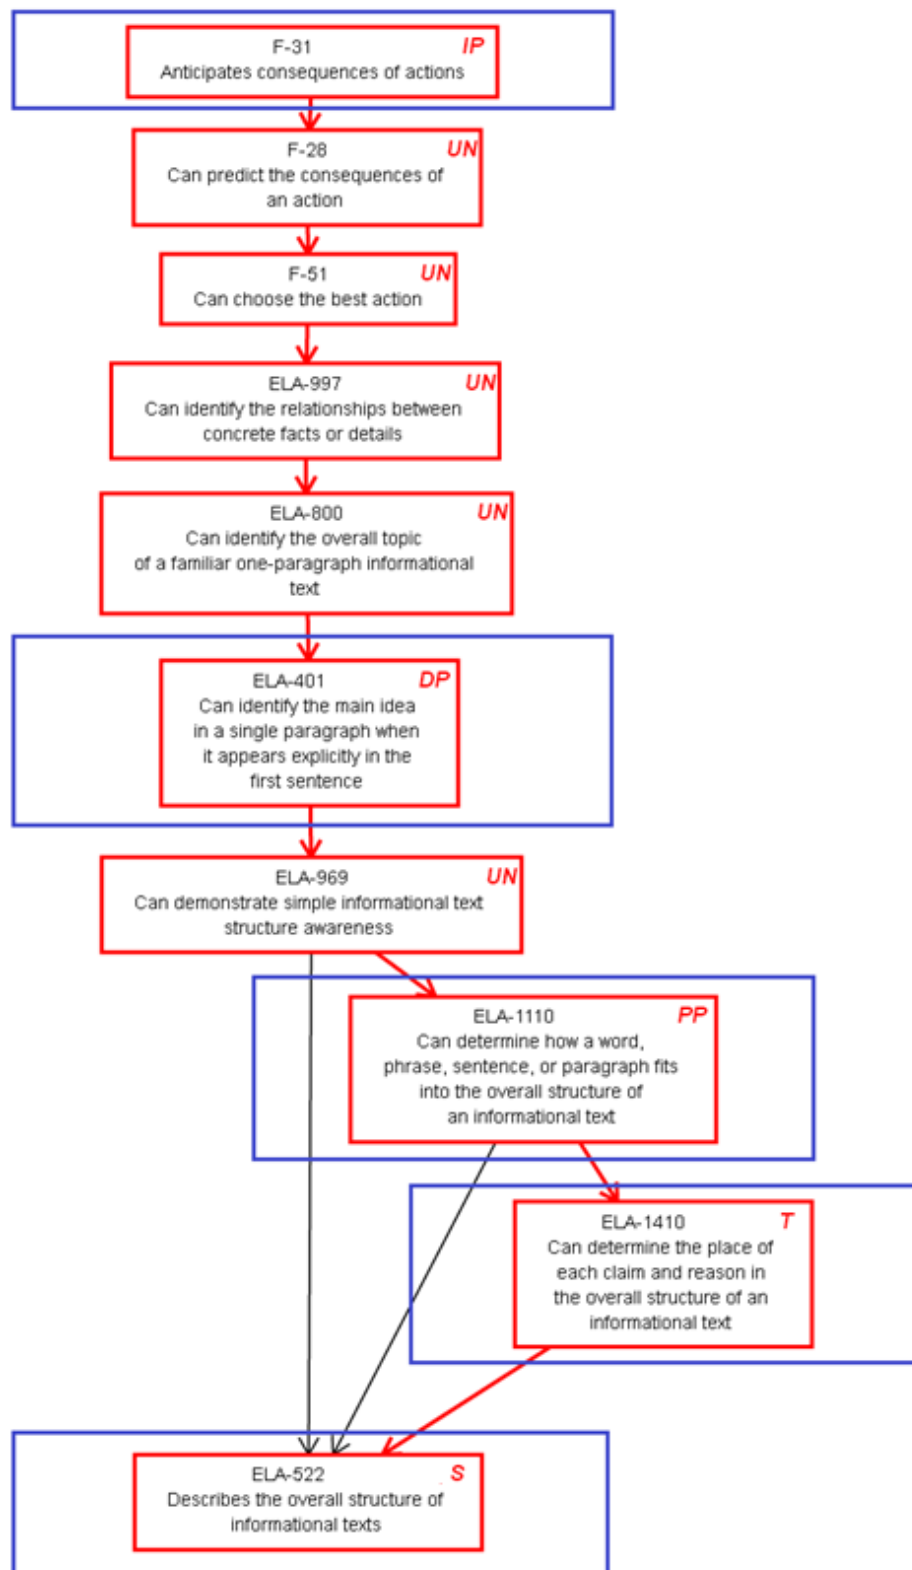 F-31 IP
Anticipates consequences of actions
F-28 UN
Can predict the consequences of
an action
F-51 UN
Can choose the best action
ELA-997 UN
Can identify the relationships between
concrete facts or details
ELA-800 UN
Can identify the overall topic
of a familiar one-paragraph informational
text
ELA-401 DP
Can identify the main idea
in a single paragraph when
it appears explicitly in the
first sentence
ELA-969 UN
Can demonstrate simple informational text
structure awareness
ELA-1110 PP
Can determine how a word,
phrase, sentence, or paragraph fits
into the overall structure of
an informational text
ELA-1410 T
Can determine the place of
each claim and reason in
the overall structure of an
informational text
ELA-522 S
Describes the overall structure of
informational texts